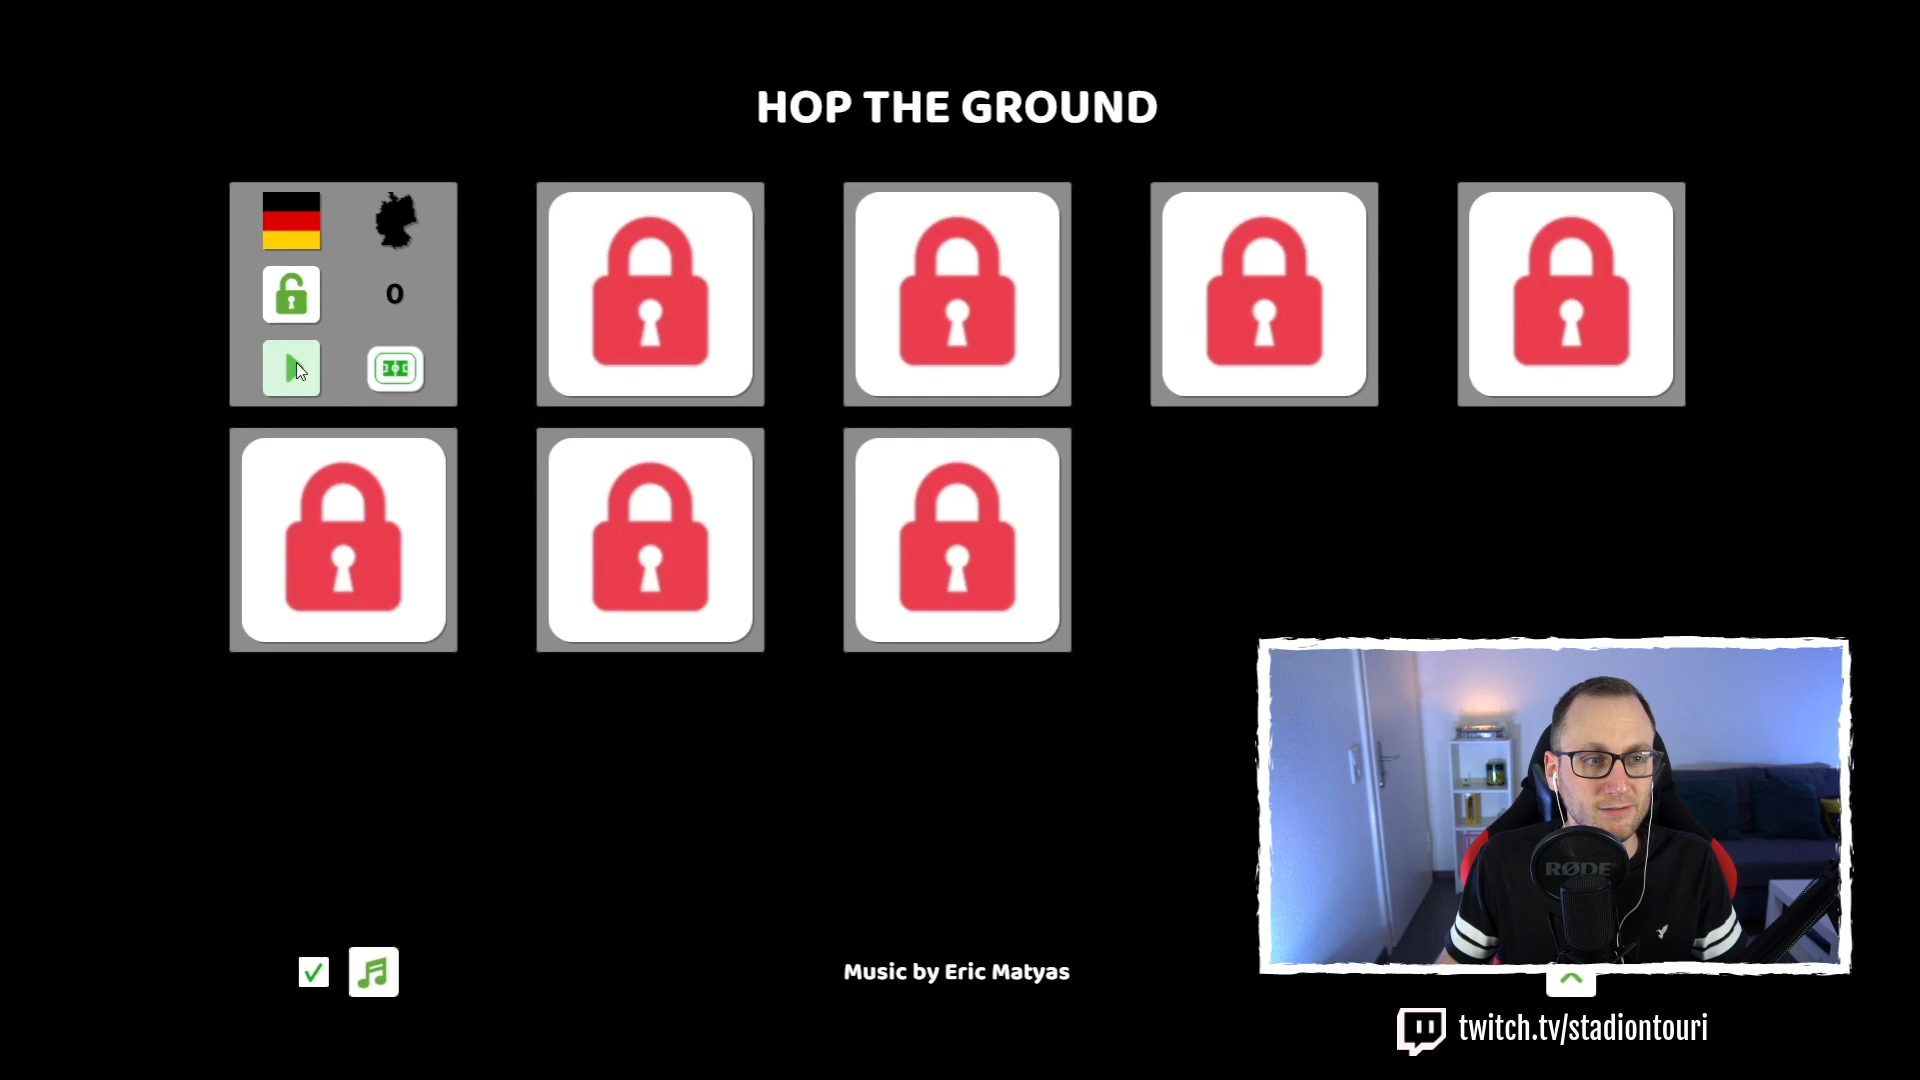 HOP THE GROUND
0
RØDE
Music by Eric Matyas
twitch.tv/stadiontouri